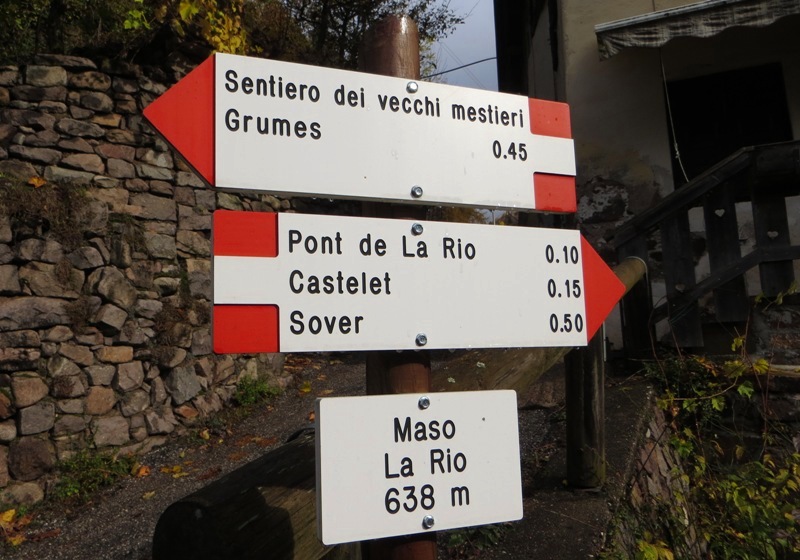 Sentiero dei vecchi mestieri
Grumes
0.45
Pont de La Rio 0.10
Castelet 0.15
Sover 0.50
Maso
La Rio
638 m